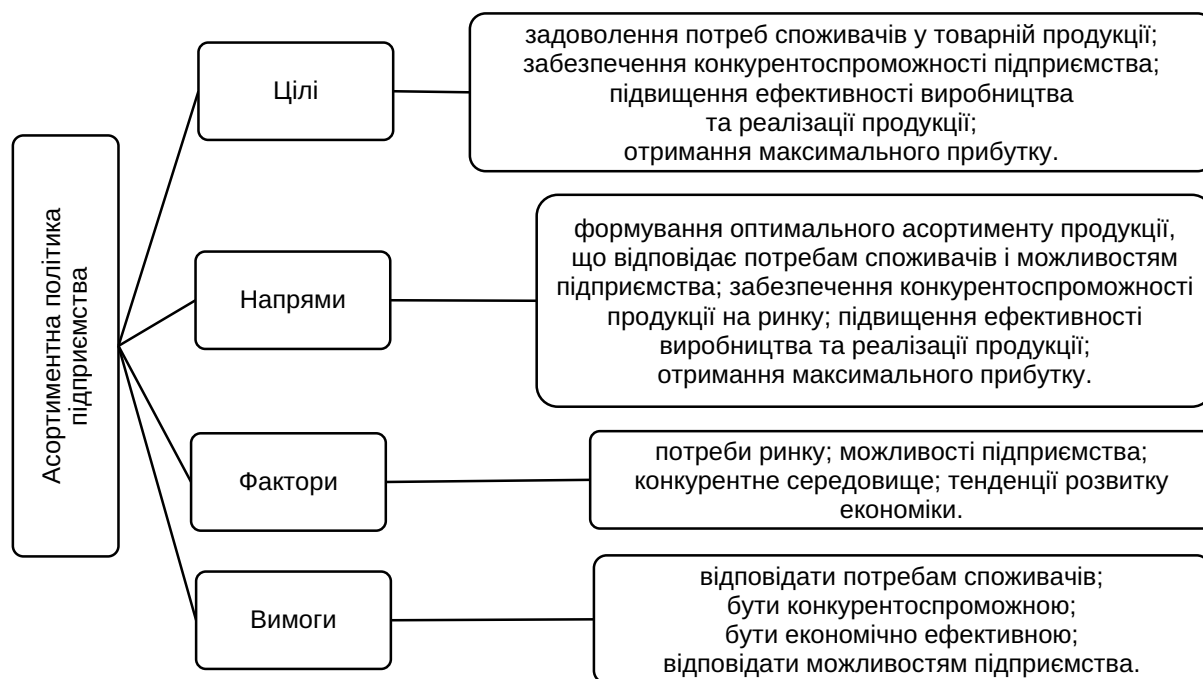 Асортиментна політика
підприємства
Цілі
задоволення потреб споживачів у товарній продукції;
забезпечення конкурентоспроможності підприємства;
підвищення ефективності виробництва
та реалізації продукції;
отримання максимального прибутку.
Напрями
формування оптимального асортименту продукції,
що відповідає потребам споживачів і можливостям
підприємства; забезпечення конкурентоспроможності
продукції на ринку; підвищення ефективності
виробництва та реалізації продукції;
отримання максимального прибутку.
Фактори
потреби ринку; можливості підприємства;
конкурентне середовище; тенденції розвитку
економіки.
Вимоги
відповідати потребам споживачів;
бути конкурентоспроможною;
бути економічно ефективною;
відповідати можливостям підприємства.